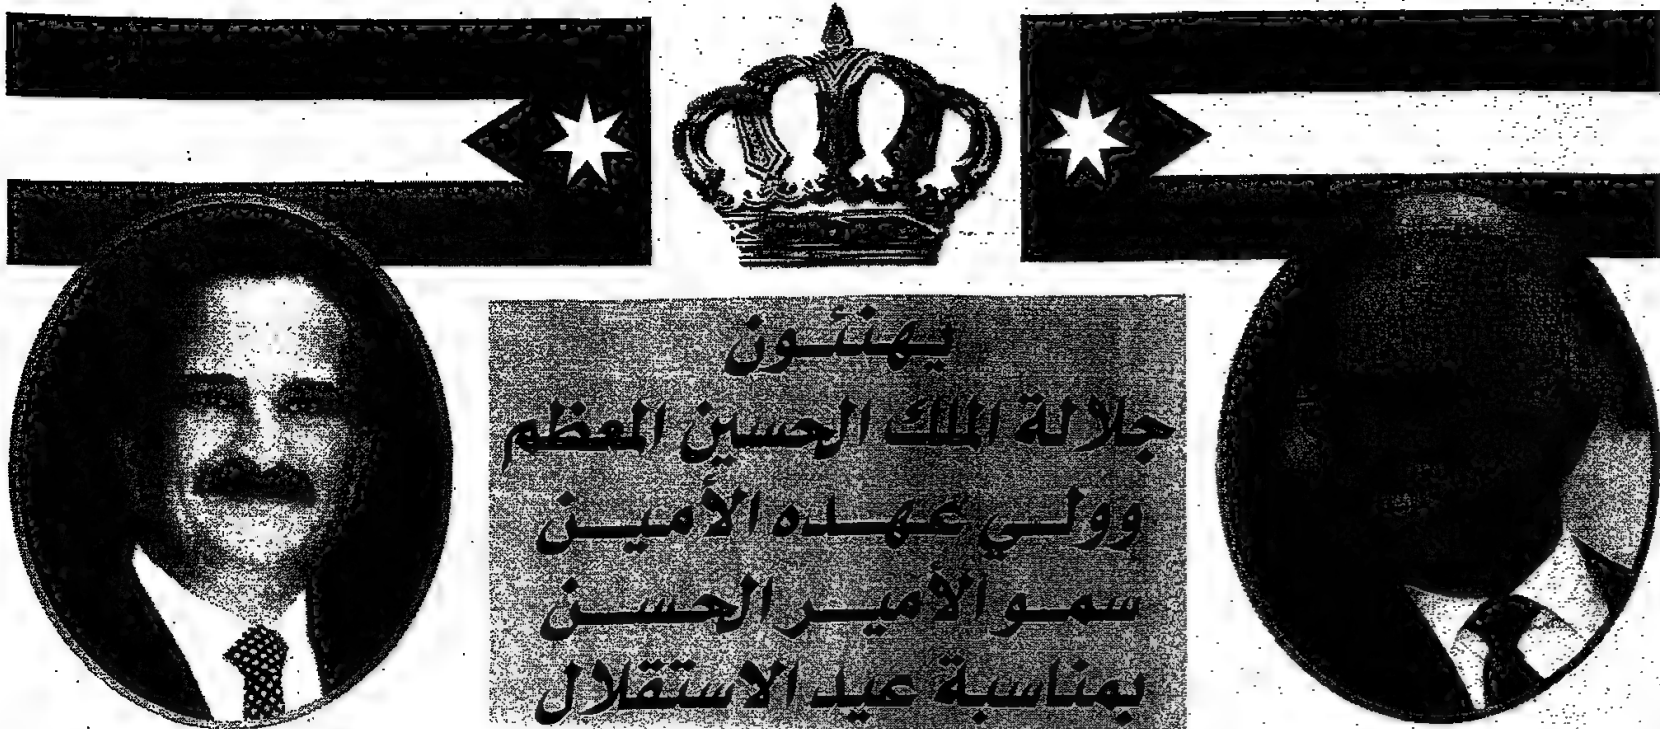 يهنئون
جلالة الملك الحسين المعظم
وولي عهده الأمين
سمو الأمير الحسن
بمناسبة عيد الاستقلال